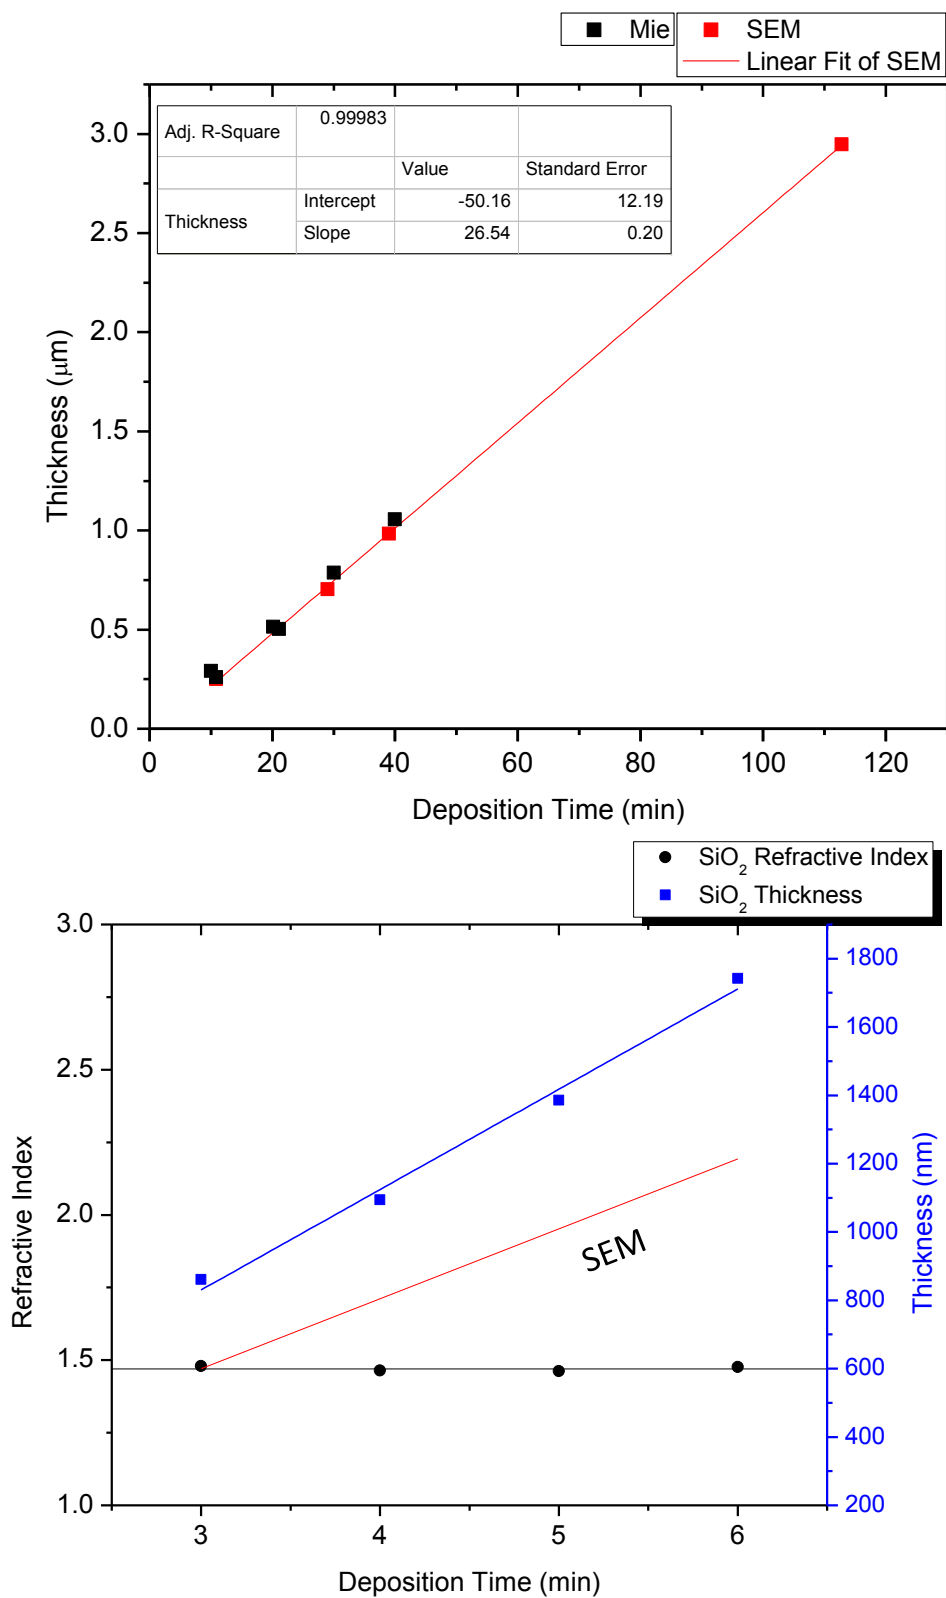 Mie
SEM
Linear Fit of SEM
Adj. R-Square 0.99983
Value Standard Error
Thickness Intercept -50.16 12.19
Slope 26.54 0.20
3.0
2.5
2.0
1.5
1.0
0.5
0.0
Thickness (μm)
0 20 40 60 80 100 120
Deposition Time (min)
SiO2 Refractive Index
SiO2 Thickness
3.0
2.5
2.0
1.5
1.0
Refractive Index
SEM
1800
1600
1400
1200
1000
800
600
400
200
Thickness (nm)
3 4 5 6
Deposition Time (min)